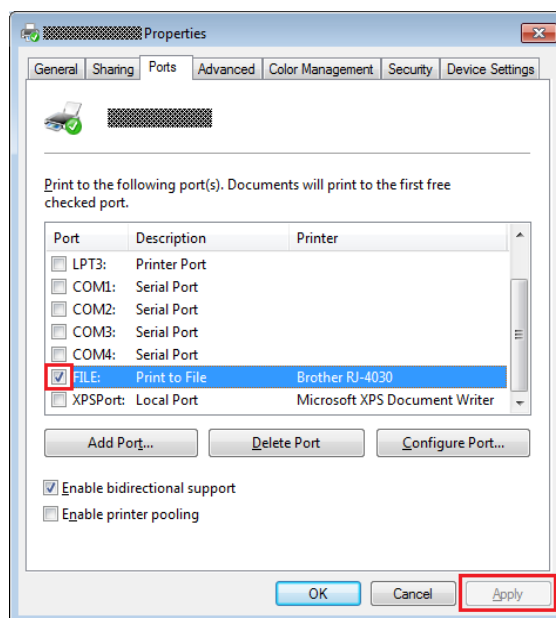 Properties
General Sharing Ports Advanced Color Management Security Device Settings
Print to the following port(s). Documents will print to the first free
checked port.
Port Description Printer
LPT3: Printer Port
COM1: Serial Port
COM2: Serial Port
COM3: Serial Port
COM4: Serial Port
FILE: Print to File Brother RJ-4030
XPSPort: Local Port Microsoft XPS Document Writer
Add Port... Delete Port Configure Port...
Enable bidirectional support
Enable printer pooling
OK Cancel Apply